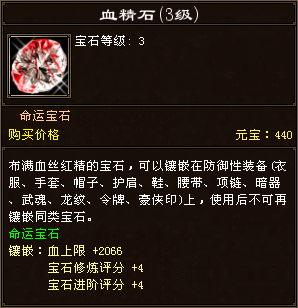 血精石(3级)
宝石等级: 3
命运宝石
购买价格 元宝: 440
布满血丝红精的宝石，可以镶嵌在防御性装备(衣
服、手套、帽子、护肩、鞋、腰带、项链、暗器
、武魂、龙纹、令牌、豪侠印)上，使用后不可再
镶嵌同类宝石。
命运宝石
镶嵌: 血上限 +2066
宝石修炼评分 +4
宝石进阶评分 +4